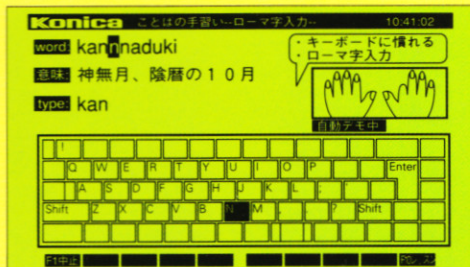 Konica ことはの手習い--ローマ字入力-- 10:41:02
word: kannnaduki
・キーボードに慣れる
・ローマ字入力
意味: 神無月、陰暦の10月
type: kan
自動デモ中
!
Q W E R T Y U I O P Enter
A S D F G H J K L ; '
Shift Z X C V B N M , . ? Shift
F1中止